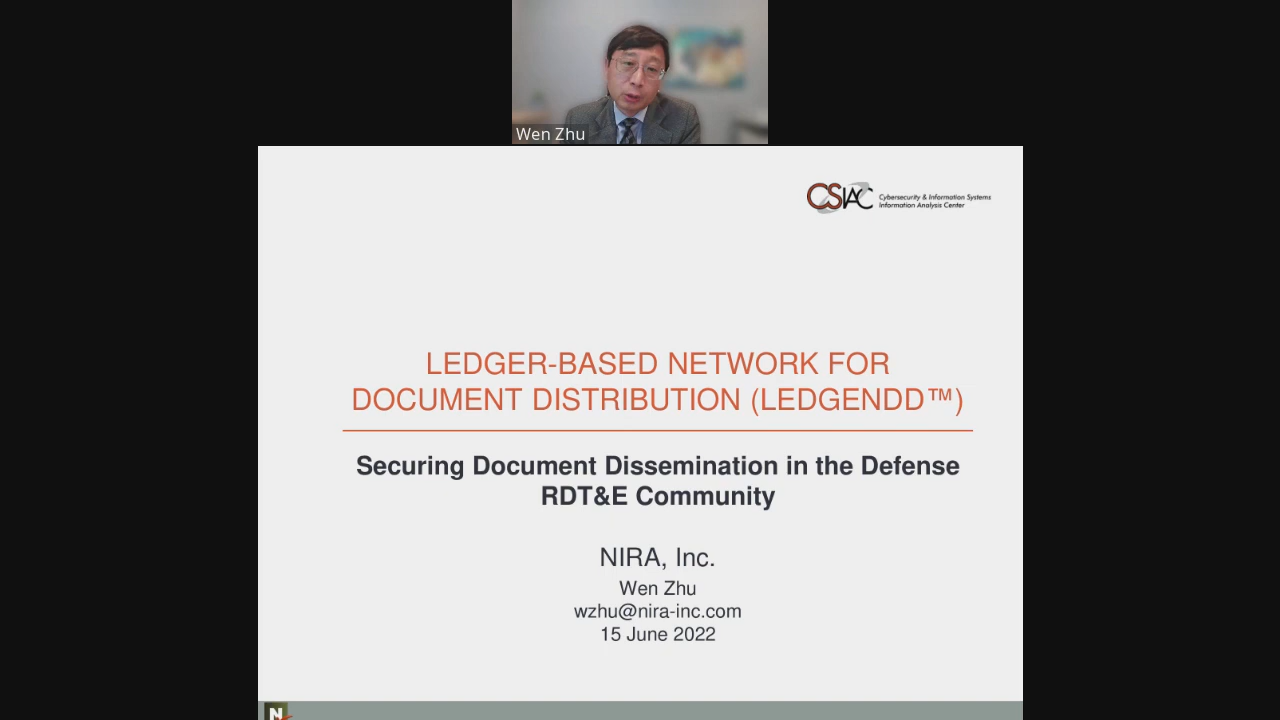 Wen Zhu
CSIAC Cybersecurity & Information Systems
Information Analysis Center
LEDGER-BASED NETWORK FOR
DOCUMENT DISTRIBUTION (LEDGENDD™)
Securing Document Dissemination in the Defense
RDT&E Community
NIRA, Inc.
Wen Zhu
wzhu@nira-inc.com
15 June 2022
N